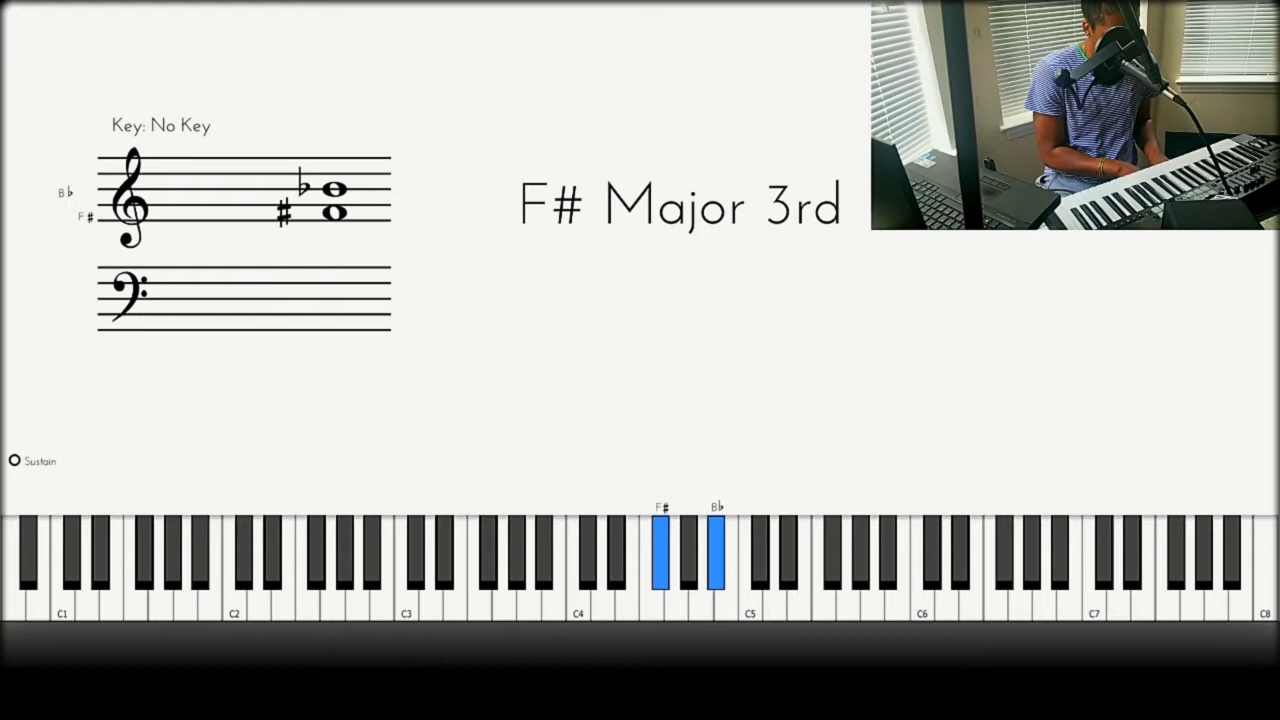 Key: No Key
B♭
F♯
F# Major 3rd
Sustain
F♯ B♭
C1 C2 C3 C4 C5 C6 C7 C8